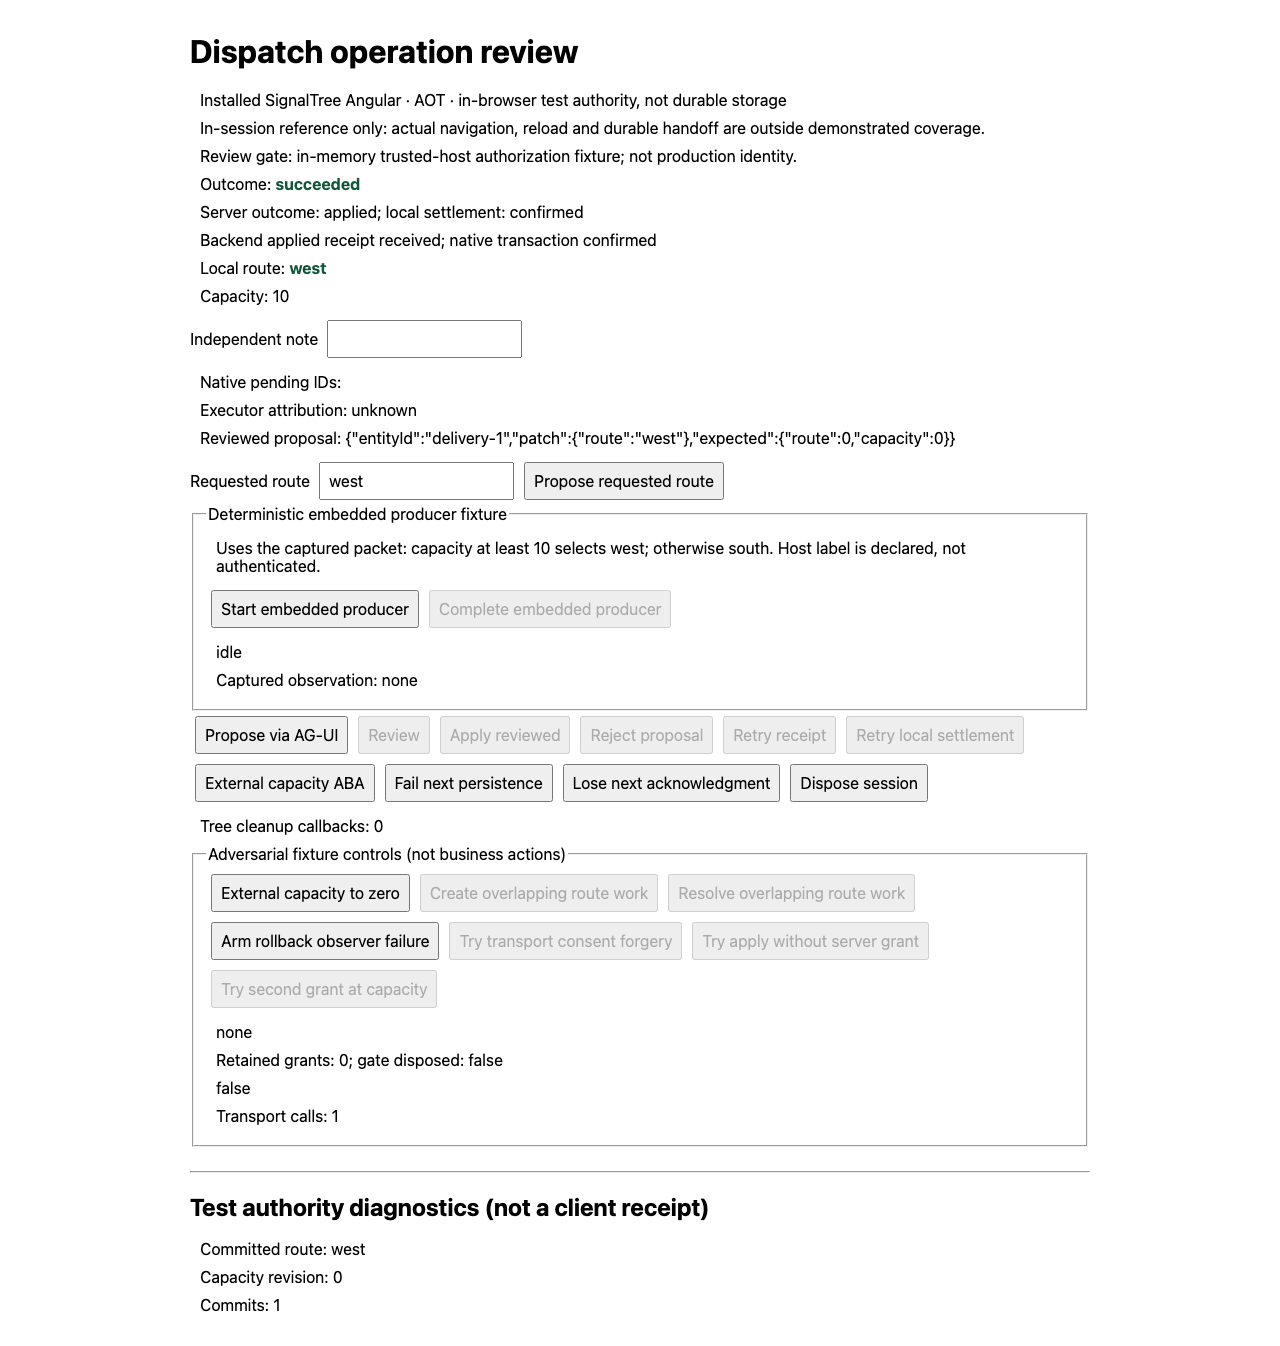 Dispatch operation review
Installed SignalTree Angular · AOT · in-browser test authority, not durable storage
In-session reference only: actual navigation, reload and durable handoff are outside demonstrated coverage.
Review gate: in-memory trusted-host authorization fixture; not production identity.
Outcome: succeeded
Server outcome: applied; local settlement: confirmed
Backend applied receipt received; native transaction confirmed
Local route: west
Capacity: 10
Independent note
Native pending IDs:
Executor attribution: unknown
Reviewed proposal: {"entityId":"delivery-1","patch":{"route":"west"},"expected":{"route":0,"capacity":0}}
Requested route west Propose requested route
Deterministic embedded producer fixture
Uses the captured packet: capacity at least 10 selects west; otherwise south. Host label is declared, not
authenticated.
Start embedded producer Complete embedded producer
idle
Captured observation: none
Propose via AG-UI Review Apply reviewed Reject proposal Retry receipt Retry local settlement
External capacity ABA Fail next persistence Lose next acknowledgment Dispose session
Tree cleanup callbacks: 0
Adversarial fixture controls (not business actions)
External capacity to zero Create overlapping route work Resolve overlapping route work
Arm rollback observer failure Try transport consent forgery Try apply without server grant
Try second grant at capacity
none
Retained grants: 0; gate disposed: false
false
Transport calls: 1
Test authority diagnostics (not a client receipt)
Committed route: west
Capacity revision: 0
Commits: 1